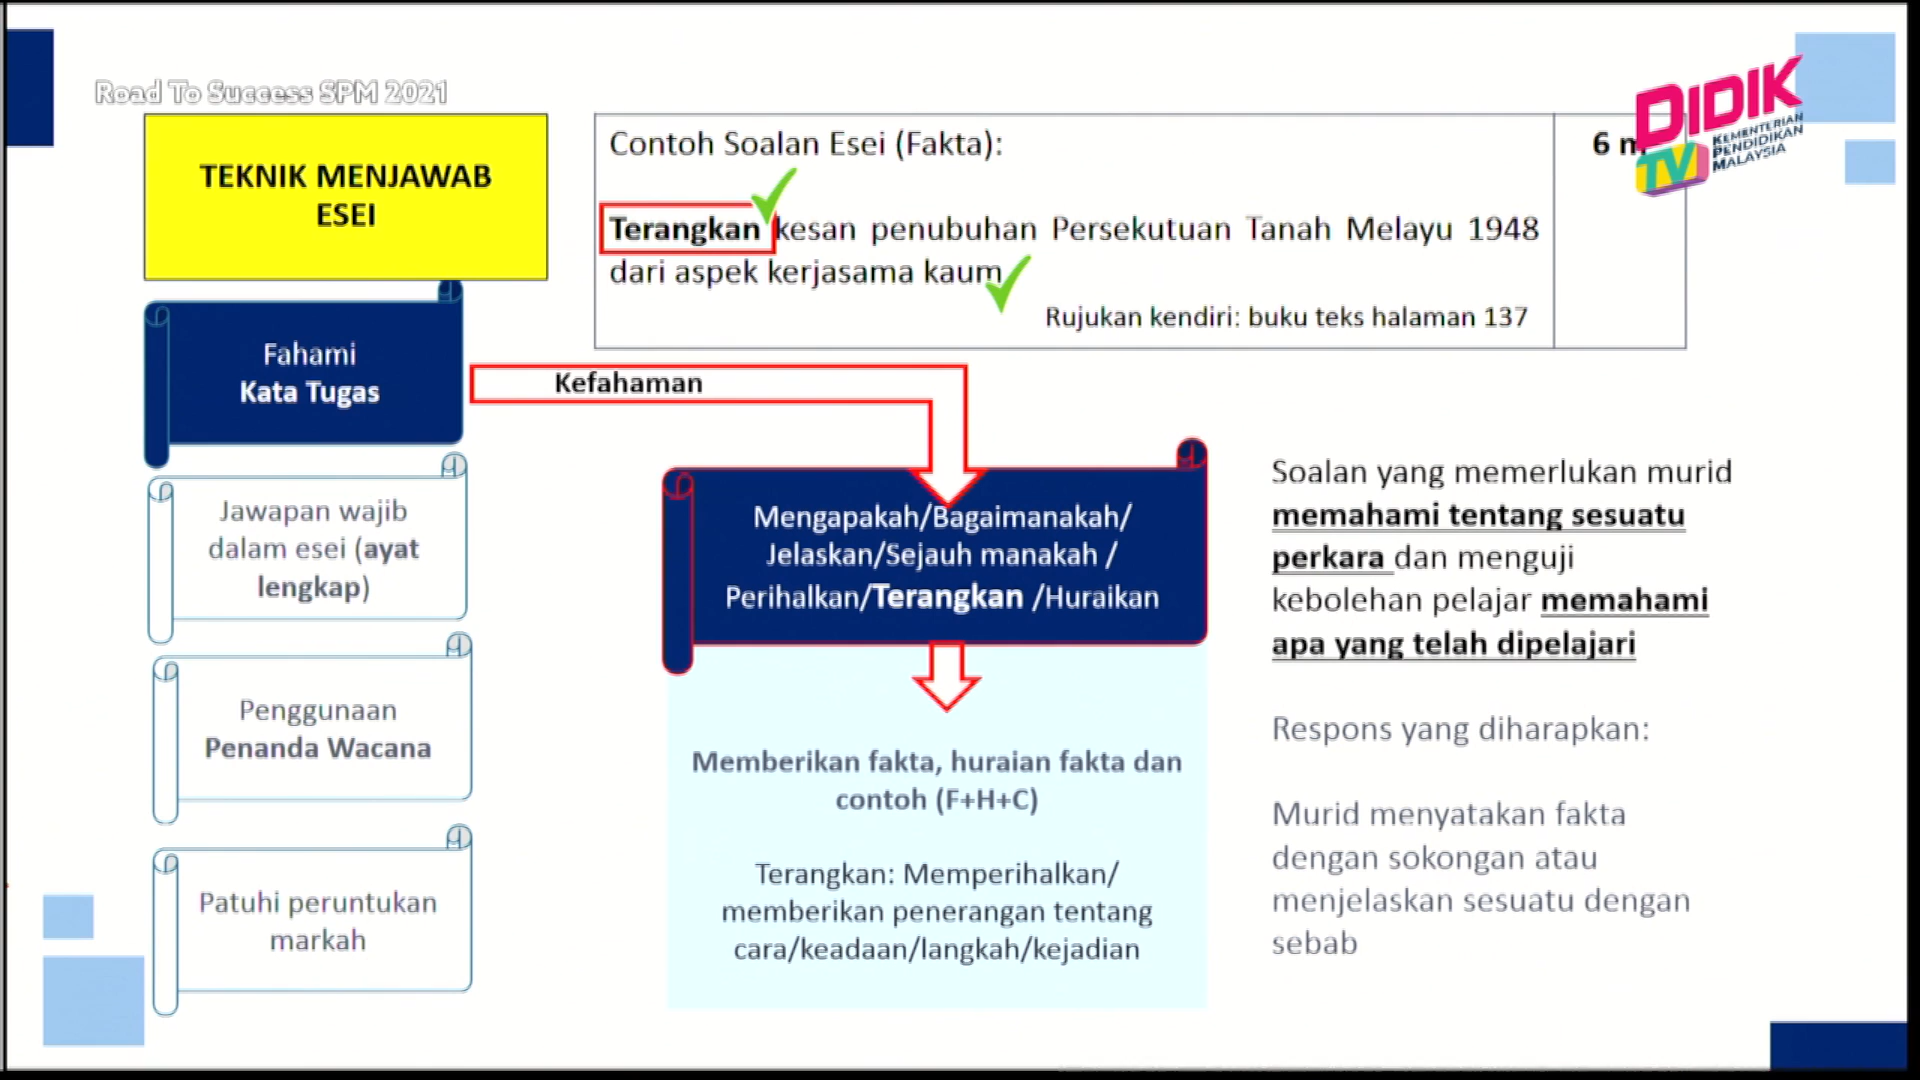 Road To Success SPM 2021
TEKNIK MENJAWAB
ESEI
Contoh Soalan Esei (Fakta):
Terangkan kesan penubuhan Persekutuan Tanah Melayu 1948
dari aspek kerjasama kaum
Rujukan kendiri: buku teks halaman 137
6 m
DIDIK
TV
KEMENTERIAN
PENDIDIKAN
MALAYSIA
Fahami
Kata Tugas
Kefahaman
Jawapan wajib
dalam esei (ayat
lengkap)
Penggunaan
Penanda Wacana
Patuhi peruntukan
markah
Mengapakah/Bagaimanakah/
Jelaskan/Sejauh manakah /
Perihalkan/Terangkan /Huraikan
Memberikan fakta, huraian fakta dan
contoh (F+H+C)
Terangkan: Memperihalkan/
memberikan penerangan tentang
cara/keadaan/langkah/kejadian
Soalan yang memerlukan murid
memahami tentang sesuatu
perkara dan menguji
kebolehan pelajar memahami
apa yang telah dipelajari
Respons yang diharapkan:
Murid menyatakan fakta
dengan sokongan atau
menjelaskan sesuatu dengan
sebab